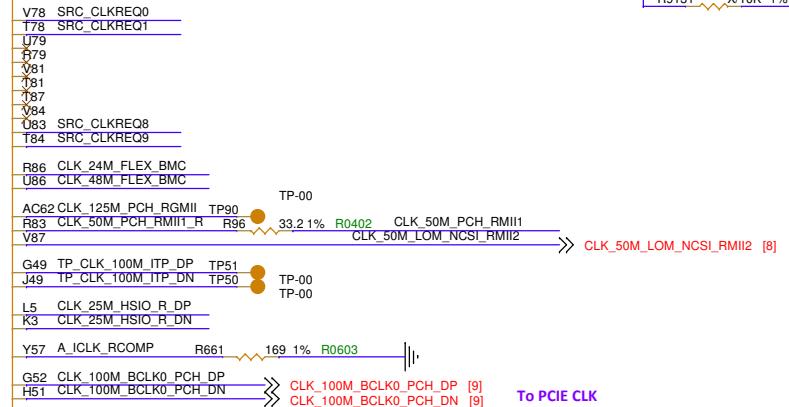 V78 SRC_CLKREQ0
T78 SRC_CLKREQ1
U79
R79
V81
T81
T87
V84
U83 SRC_CLKREQ8
T84 SRC_CLKREQ9
R86 CLK_24M_FLEX_BMC
U86 CLK_48M_FLEX_BMC
TP-00
AC62 CLK_125M_PCH_RGMII TP90
R83 CLK_50M_PCH_RMII1_R R96 33.2 1% R0402 CLK_50M_PCH_RMII1
V87 CLK_50M_LOM_NCSI_RMII2 CLK_50M_LOM_NCSI_RMII2 [8]
G49 TP_CLK_100M_ITP_DP TP51
J49 TP_CLK_100M_ITP_DN TP50 TP-00
TP-00
L5 CLK_25M_HSIO_R_DP
K3 CLK_25M_HSIO_R_DN
Y57 A_ICLK_RCOMP R661 169 1% R0603
G52 CLK_100M_BCLK0_PCH_DP CLK_100M_BCLK0_PCH_DP [9]
H51 CLK_100M_BCLK0_PCH_DN CLK_100M_BCLK0_PCH_DN [9]
To PCIE CLK